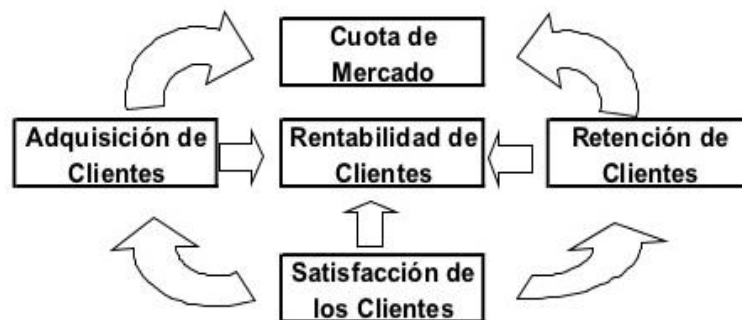 Cuota de
Mercado
Adquisición de
Clientes
Rentabilidad de
Clientes
Retención de
Clientes
Satisfacción de
los Clientes